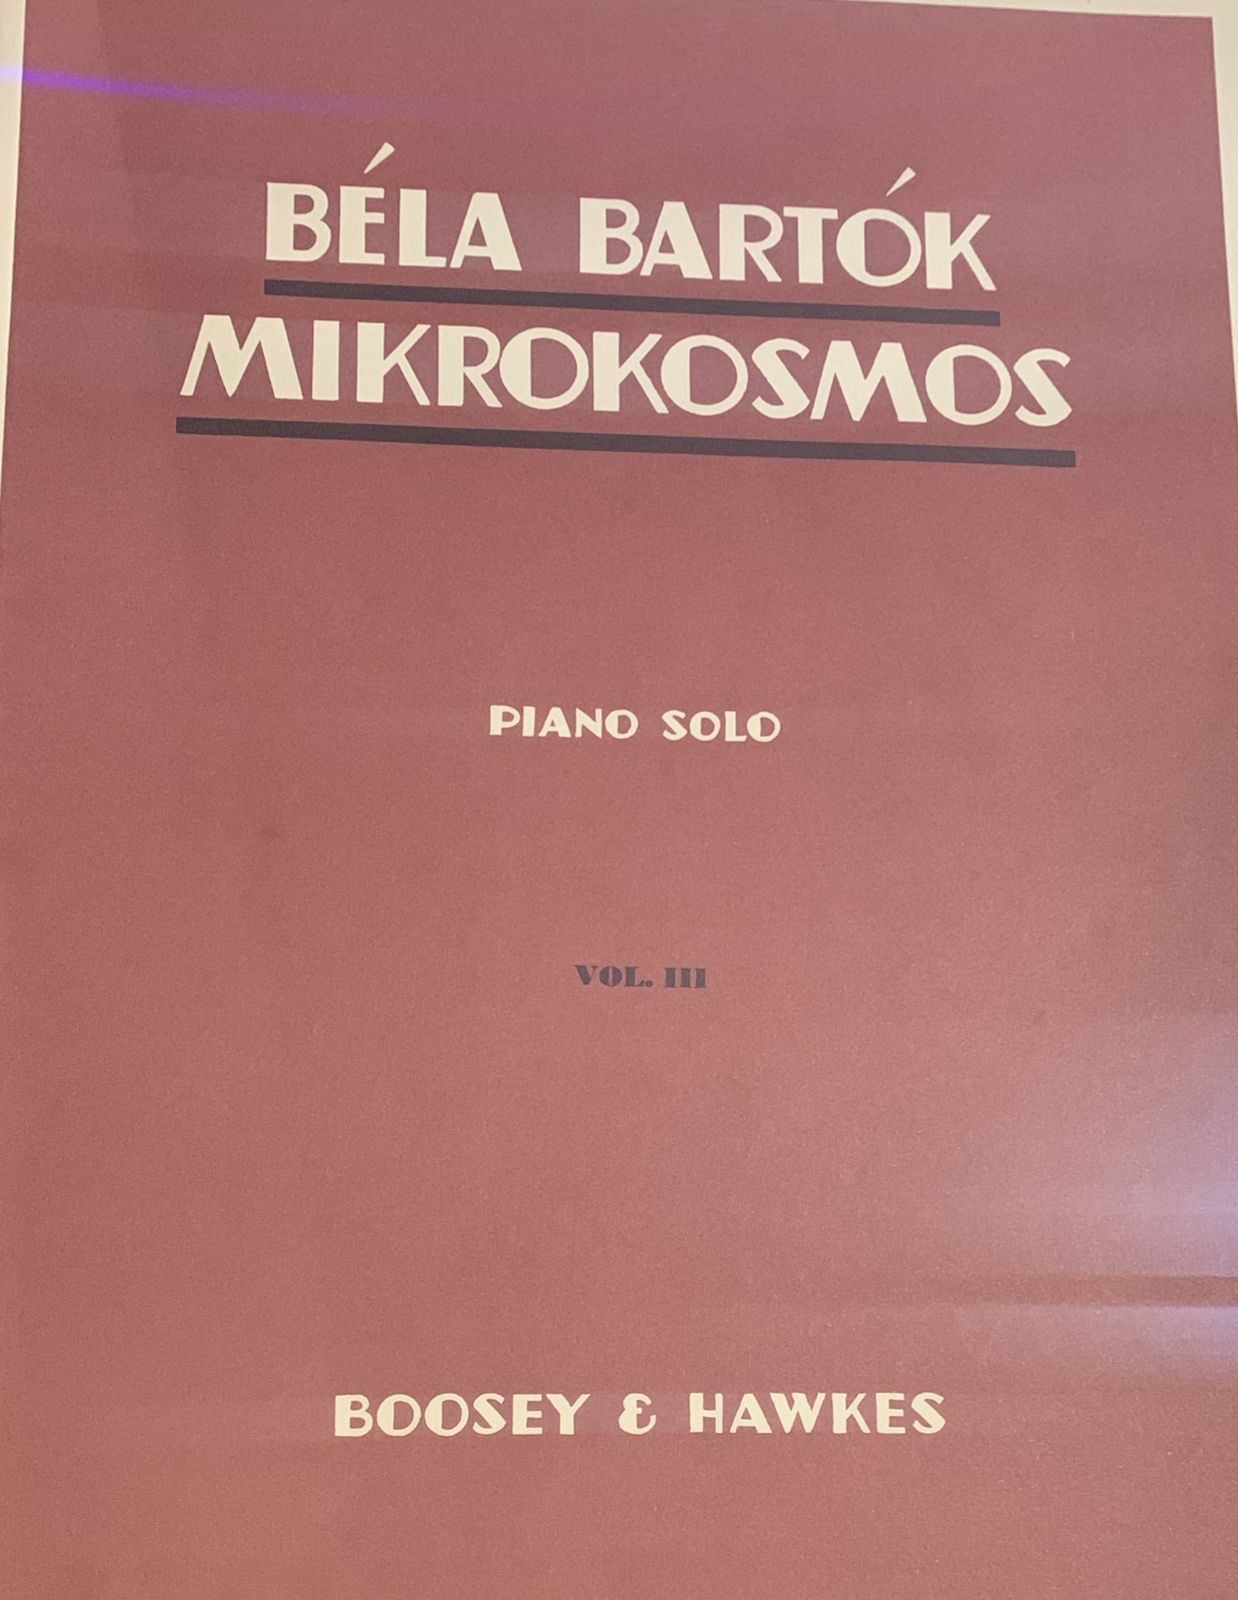 BÉLA BARTÓK
MIKROKOSMOS
PIANO SOLO
VOL. III
BOOSEY & HAWKES